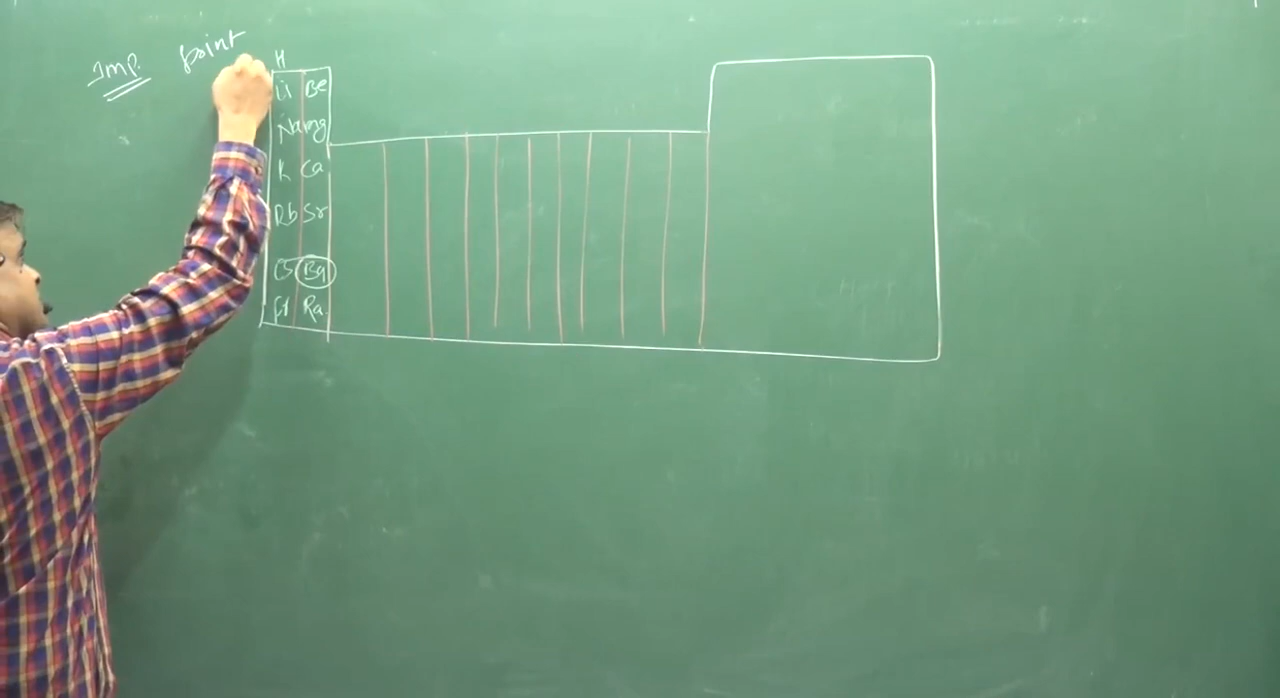 Imp. point
H
Li Be
Na mg
K Ca
Rb Sr
Cs Ba
Fr Ra